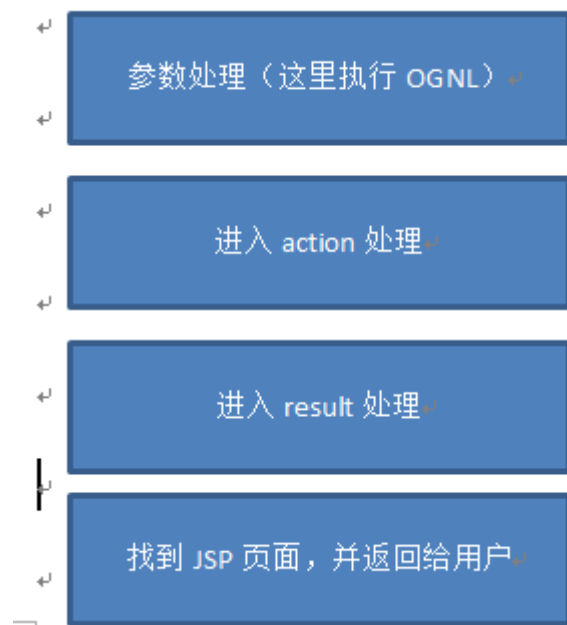 参数处理（这里执行 OGNL）
进入 action 处理
进入 result 处理
找到 JSP 页面，并返回给用户